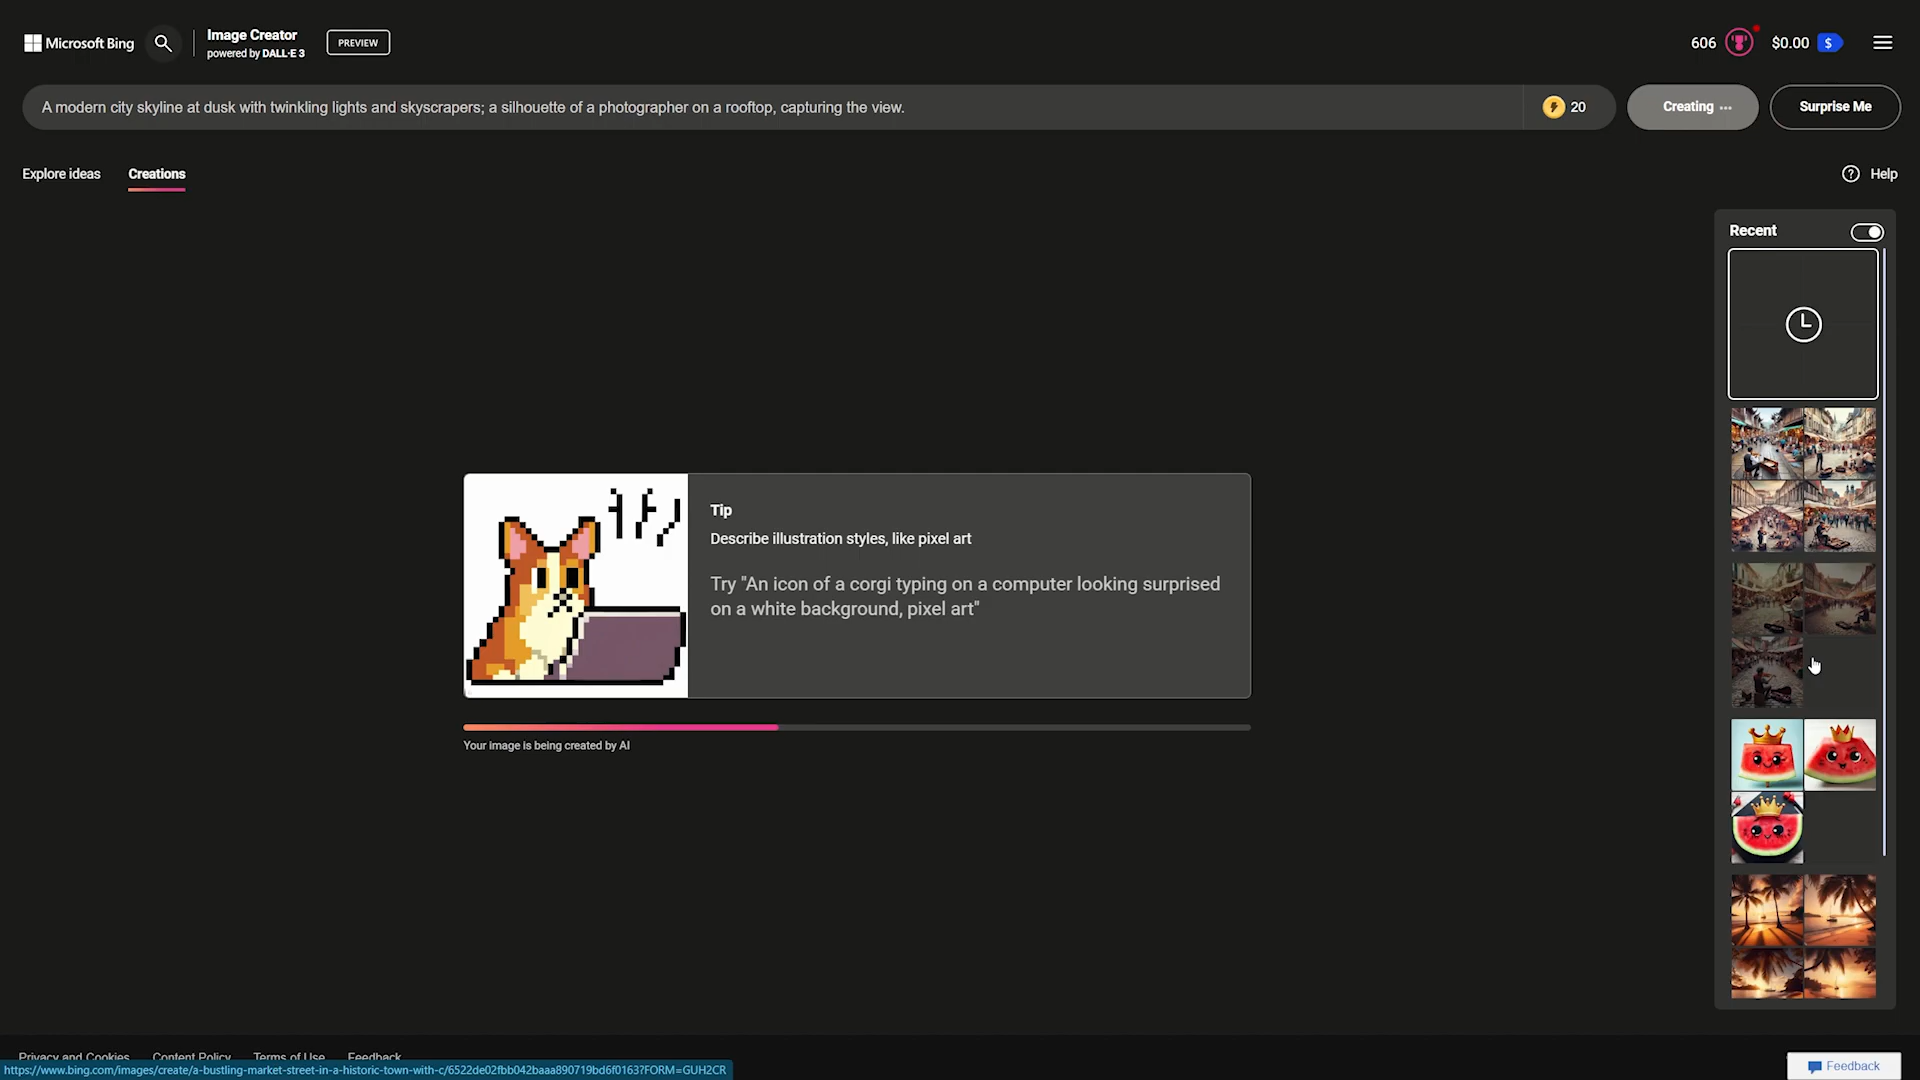 Microsoft Bing
Image Creator
powered by DALL·E 3
PREVIEW
606
$0.00
$
A modern city skyline at dusk with twinkling lights and skyscrapers; a silhouette of a photographer on a rooftop, capturing the view.
20
Creating ...
Surprise Me
Explore ideas
Creations
? Help
Recent
Tip
Describe illustration styles, like pixel art
Try "An icon of a corgi typing on a computer looking surprised
on a white background, pixel art"
Your image is being created by AI
Privacy and Cookies
Content Policy
Terms of Use
Feedback
https://www.bing.com/images/create/a-bustling-market-street-in-a-historic-town-with-c/6522de02fbb042baaa890719bd6f0163?FORM=GUH2CR
Feedback